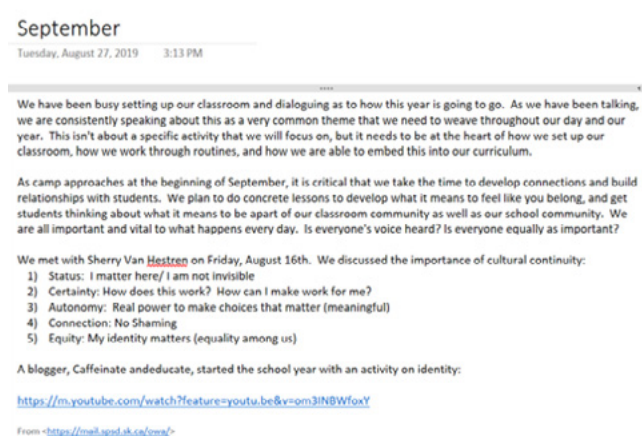 September
Tuesday, August 27, 2019 3:13 PM
We have been busy setting up our classroom and dialoguing as to how this year is going to go. As we have been talking,
we are consistently speaking about this as a very common theme that we need to weave throughout our day and our
year. This isn't about a specific activity that we will focus on, but it needs to be at the heart of how we set up our
classroom, how we work through routines, and how we are able to embed this into our curriculum.
As camp approaches at the beginning of September, it is critical that we take the time to develop connections and build
relationships with students. We plan to do concrete lessons to develop what it means to feel like you belong, and get
students thinking about what it means to be apart of our classroom community as well as our school community. We
are all important and vital to what happens every day. Is everyone's voice heard? Is everyone equally as important?
We met with Sherry Van Hestren on Friday, August 16th. We discussed the importance of cultural continuity:
1) Status: I matter here/ I am not invisible
2) Certainty: How does this work? How can I make work for me?
3) Autonomy: Real power to make choices that matter (meaningful)
4) Connection: No Shaming
5) Equity: My identity matters (equality among us)
A blogger, Caffeinate andeducate, started the school year with an activity on identity:
https://m.youtube.com/watch?feature=youtu.be&v=om3INBWfoxY
From <https://mail.spsd.sk.ca/owa/>